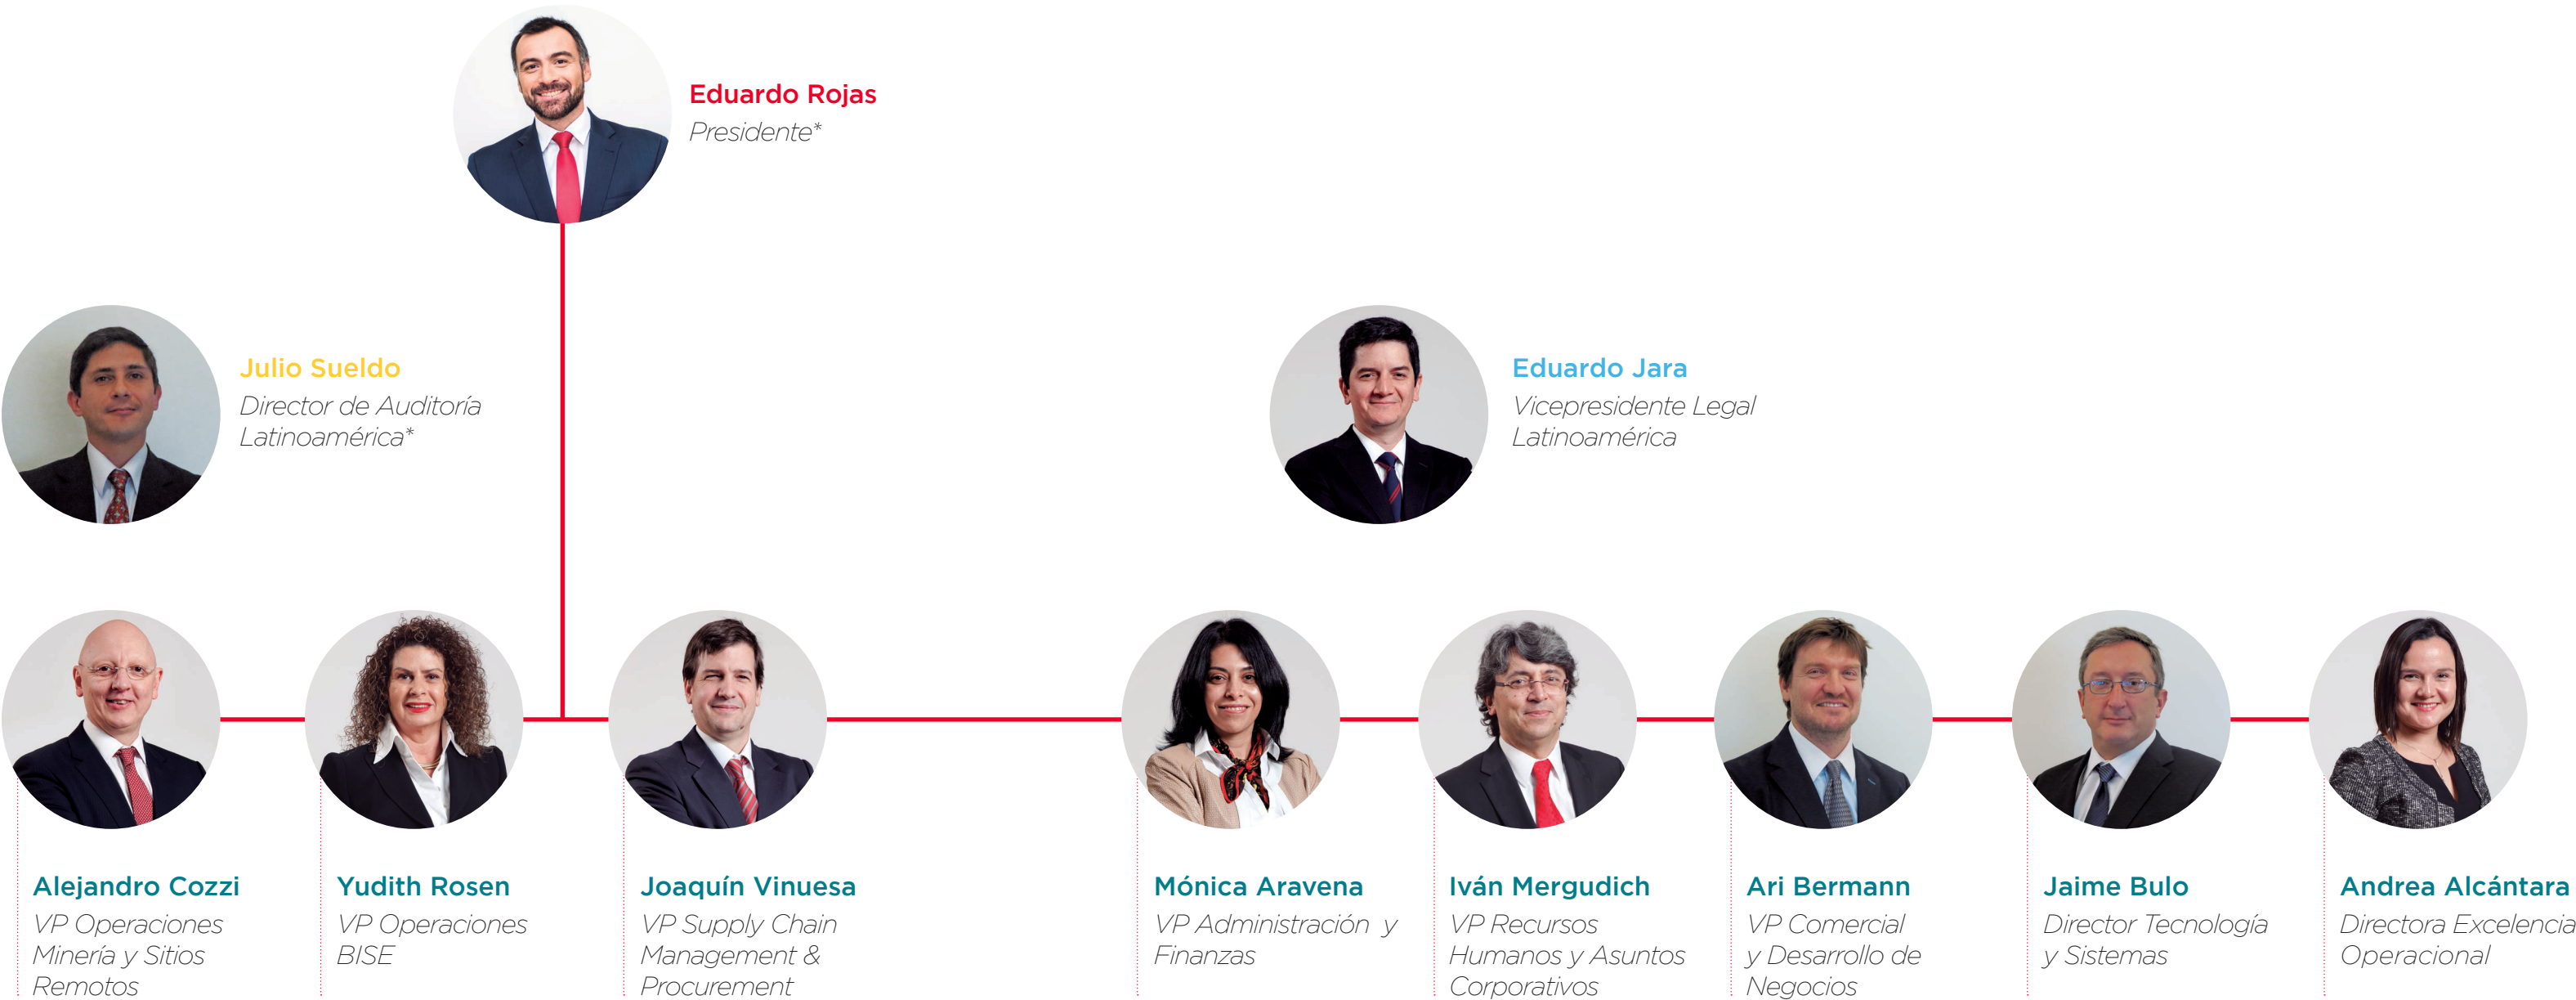 Eduardo Rojas
Presidente*
Julio Sueldo
Director de Auditoría
Latinoamérica*
Eduardo Jara
Vicepresidente Legal
Latinoamérica
Alejandro Cozzi
VP Operaciones
Minería y Sitios
Remotos
Yudith Rosen
VP Operaciones
BISE
Joaquín Vinuesa
VP Supply Chain
Management &
Procurement
Mónica Aravena
VP Administración y
Finanzas
Iván Mergudich
VP Recursos
Humanos y Asuntos
Corporativos
Ari Bermann
VP Comercial
y Desarrollo de
Negocios
Jaime Bulo
Director Tecnología
y Sistemas
Andrea Alcántara
Directora Excelencia
Operacional